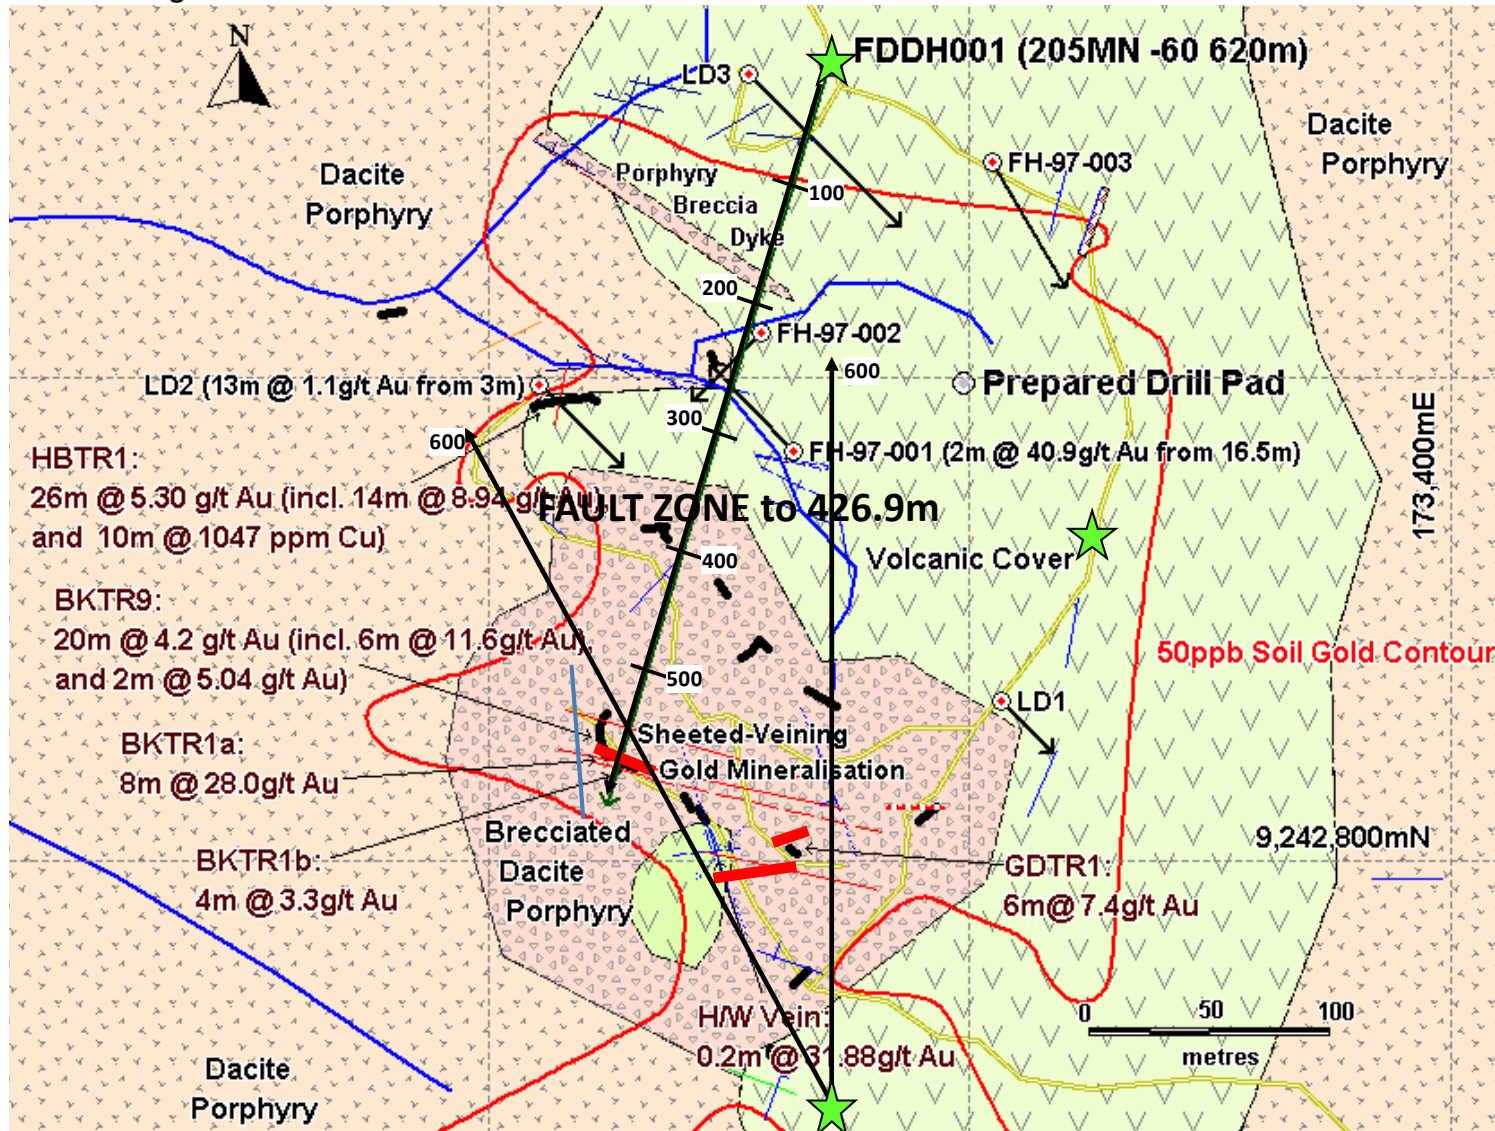 N
FDDH001 (205MN -60 620m)
LD3
FH-97-003
Dacite
Porphyry
Dacite
Porphyry
Porphyry
Breccia
Dyke
100
200
FH-97-002
600
Prepared Drill Pad
LD2 (13m @ 1.1g/t Au from 3m)
300
600
FH-97-001 (2m @ 40.9g/t Au from 16.5m)
HBTR1:
26m @ 5.30 g/t Au (incl. 14m @ 8.94 g/t Au)
and 10m @ 1047 ppm Cu)
FAULT ZONE to 426.9m
173,400mE
400
Volcanic Cover
BKTR9:
20m @ 4.2 g/t Au (incl. 6m @ 11.6g/t Au),
and 2m @ 5.04 g/t Au)
50ppb Soil Gold Contour
500
LD1
BKTR1a:
8m @ 28.0g/t Au
Sheeted-Veining
Gold Mineralisation
BKTR1b:
4m @ 3.3g/t Au
Brecciated
Dacite
Porphyry
9,242,800mN
GDTR1:
6m@ 7.4g/t Au
H/W Vein:
0.2m @ 31.88g/t Au
0 50 100
metres
Dacite
Porphyry